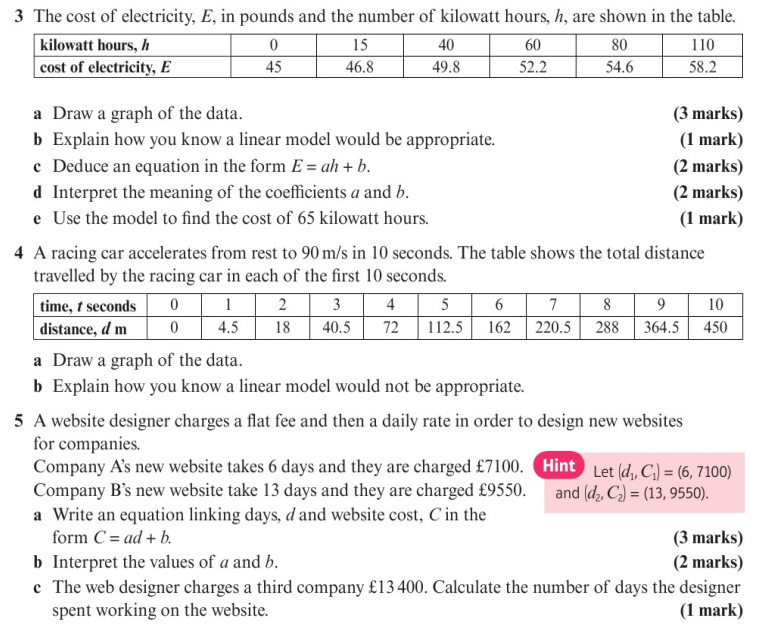 3 The cost of electricity, E, in pounds and the number of kilowatt hours, h, are shown in the table.
kilowatt hours, h 0 15 40 60 80 110
cost of electricity, E 45 46.8 49.8 52.2 54.6 58.2
a Draw a graph of the data. (3 marks)
b Explain how you know a linear model would be appropriate. (1 mark)
c Deduce an equation in the form E = ah + b. (2 marks)
d Interpret the meaning of the coefficients a and b. (2 marks)
e Use the model to find the cost of 65 kilowatt hours. (1 mark)
4 A racing car accelerates from rest to 90 m/s in 10 seconds. The table shows the total distance
travelled by the racing car in each of the first 10 seconds.
time, t seconds 0 1 2 3 4 5 6 7 8 9 10
distance, d m 0 4.5 18 40.5 72 112.5 162 220.5 288 364.5 450
a Draw a graph of the data.
b Explain how you know a linear model would not be appropriate.
5 A website designer charges a flat fee and then a daily rate in order to design new websites
for companies.
Company A's new website takes 6 days and they are charged £7100.
Company B's new website take 13 days and they are charged £9550.
Hint Let (d₁, C₁) = (6, 7100)
and (d₂, C₂) = (13, 9550).
a Write an equation linking days, d and website cost, C in the
form C = ad + b. (3 marks)
b Interpret the values of a and b. (2 marks)
c The web designer charges a third company £13 400. Calculate the number of days the designer
spent working on the website. (1 mark)